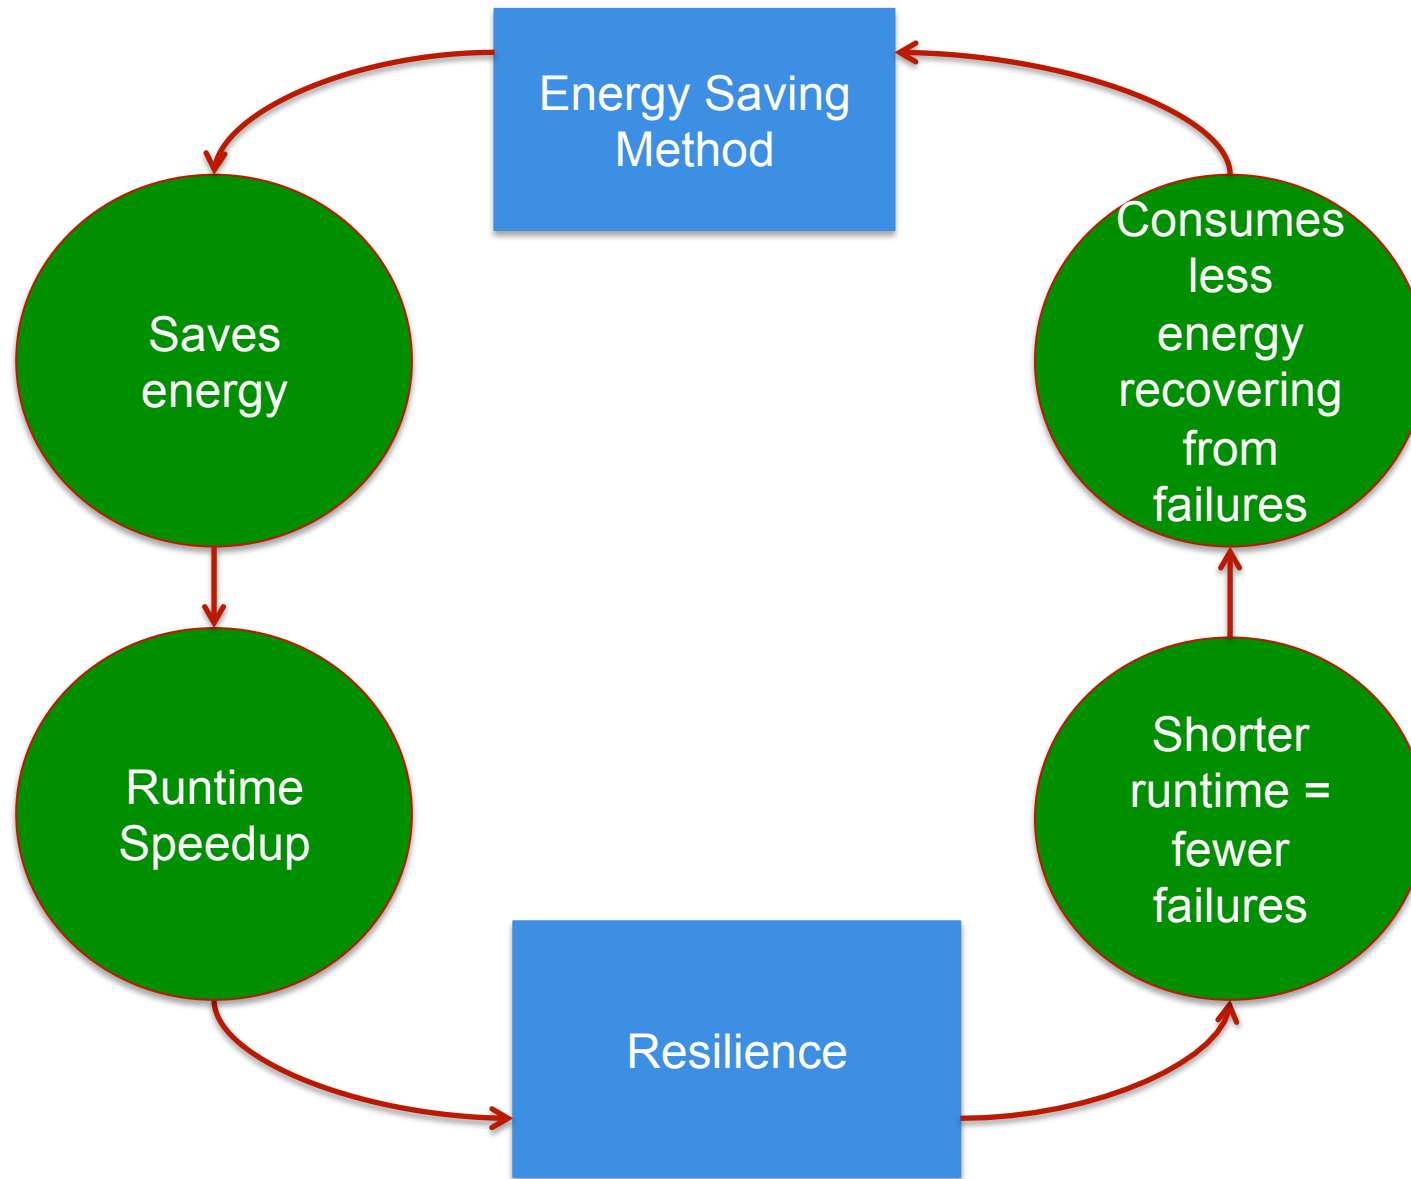 Energy Saving
Method
Saves
energy
Runtime
Speedup
Resilience
Shorter
runtime =
fewer
failures
Consumes
less
energy
recovering
from
failures